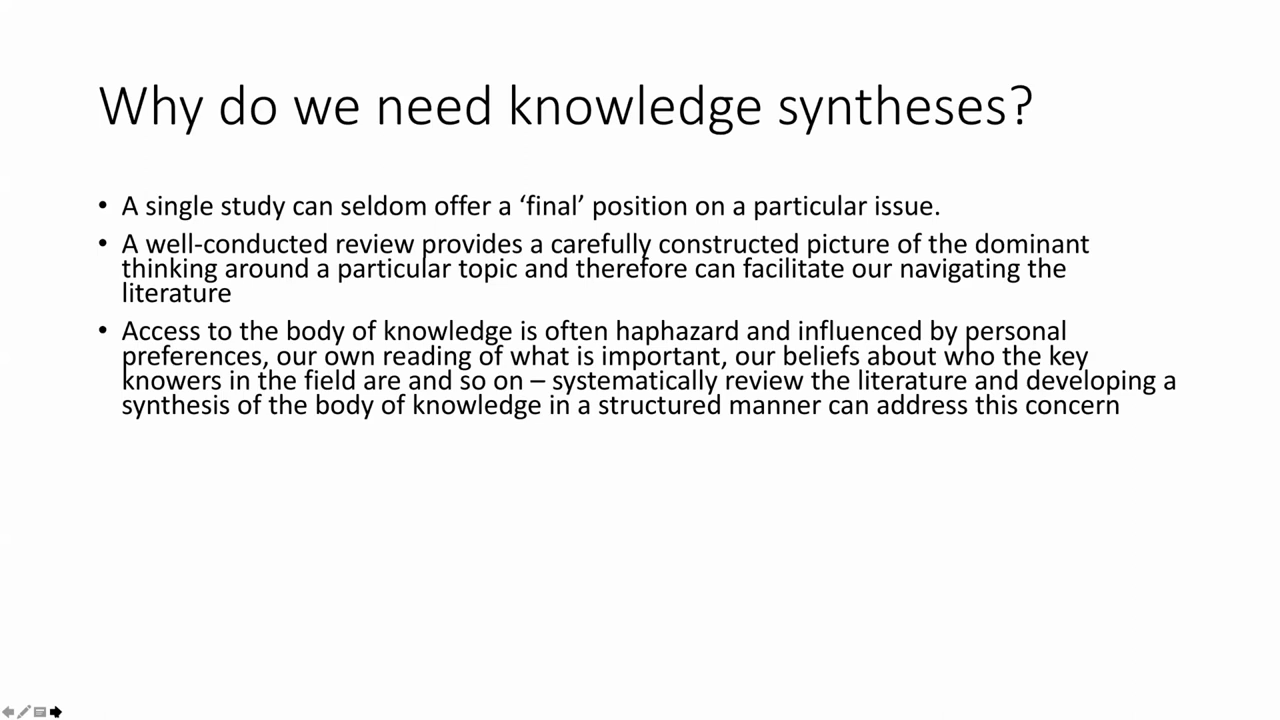 Why do we need knowledge syntheses?
• A single study can seldom offer a ‘final’ position on a particular issue.
• A well-conducted review provides a carefully constructed picture of the dominant
thinking around a particular topic and therefore can facilitate our navigating the
literature
• Access to the body of knowledge is often haphazard and influenced by personal
preferences, our own reading of what is important, our beliefs about who the key
knowers in the field are and so on – systematically review the literature and developing a
synthesis of the body of knowledge in a structured manner can address this concern